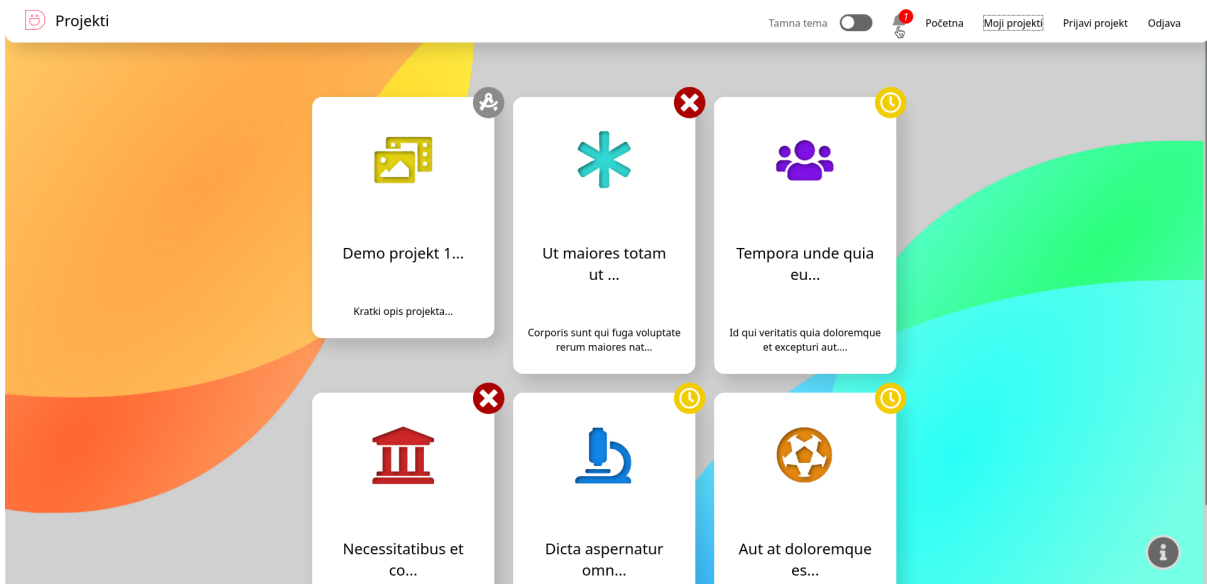 Projekti
Tamna tema
1
Početna
Moji projekti
Prijavi projekt
Odjava
Demo projekt 1...
Kratki opis projekta...
Ut maiores totam
ut ...
Corporis sunt qui fuga voluptate
rerum maiores nat...
Tempora unde quia
eu...
Id qui veritatis quia doloremque
et excepturi aut....
Necessitatibus et
co...
Dicta aspernatur
omn...
Aut at doloremque
es...